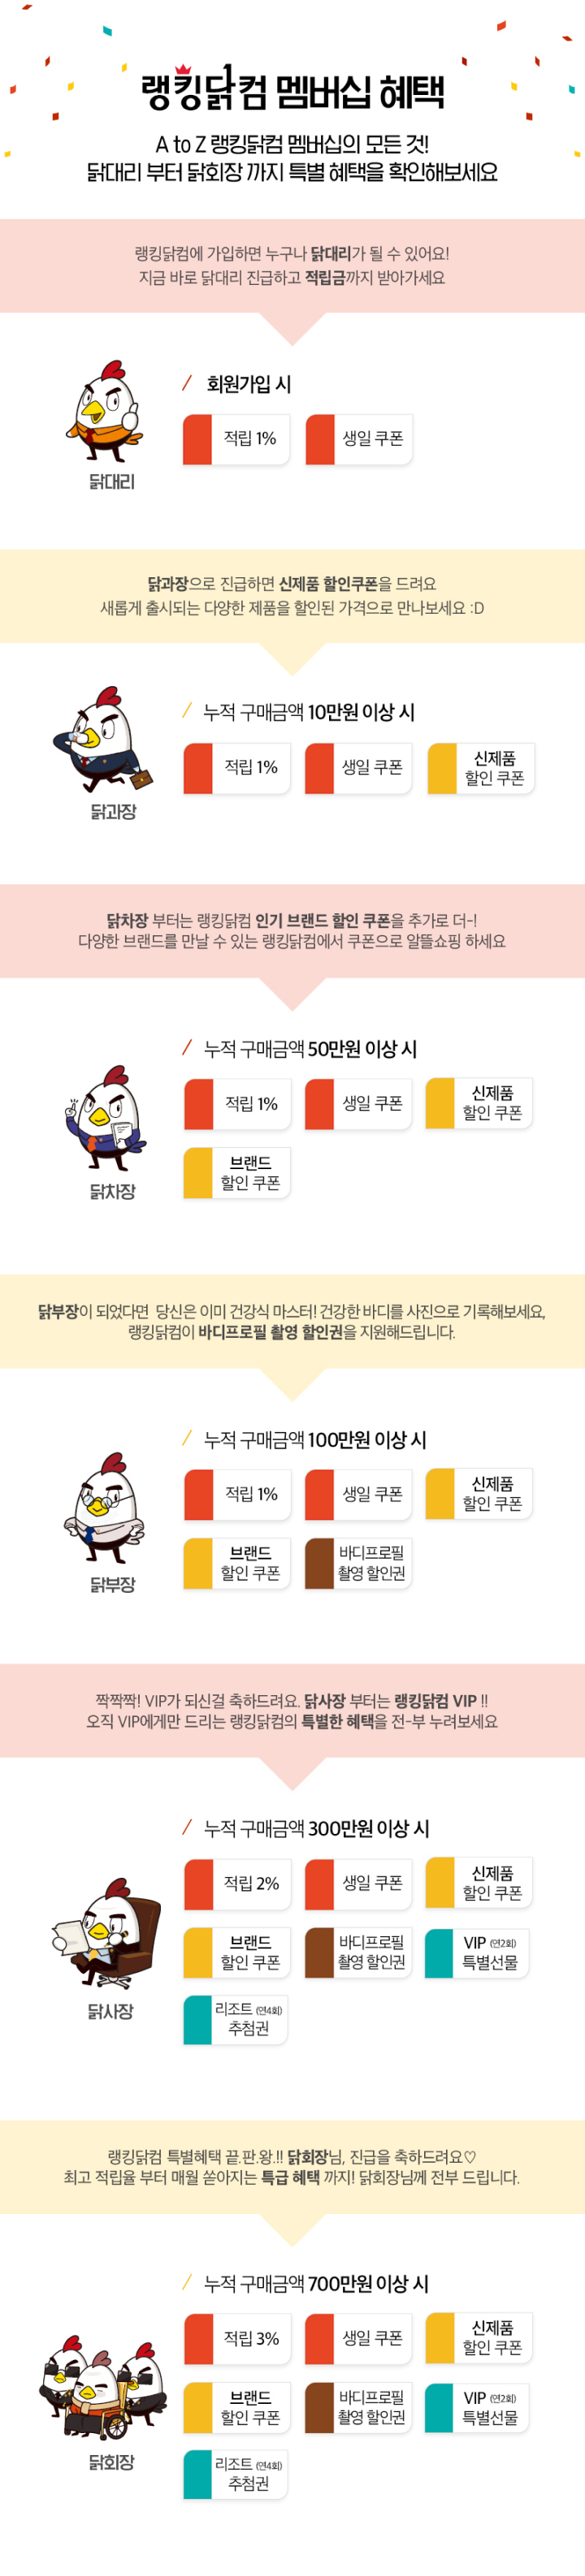 랭킹닭컴 멤버십 혜택
A to Z 랭킹닭컴 멤버십의 모든 것!
닭대리 부터 닭회장 까지 특별 혜택을 확인해보세요
랭킹닭컴에 가입하면 누구나 닭대리가 될 수 있어요!
지금 바로 닭대리 진급하고 적립금까지 받아가세요
회원가입 시
적립 1%
생일 쿠폰
닭대리
닭과장으로 진급하면 신제품 할인쿠폰을 드려요
새롭게 출시되는 다양한 제품을 할인된 가격으로 만나보세요 :D
누적 구매금액 10만원 이상 시
적립 1%
생일 쿠폰
신제품
할인 쿠폰
닭과장
닭차장 부터는 랭킹닭컴 인기 브랜드 할인 쿠폰을 추가로 더-!
다양한 브랜드를 만날 수 있는 랭킹닭컴에서 쿠폰으로 알뜰쇼핑 하세요
누적 구매금액 50만원 이상 시
적립 1%
생일 쿠폰
신제품
할인 쿠폰
브랜드
할인 쿠폰
닭차장
닭부장이 되었다면 당신은 이미 건강식 마스터! 건강한 바디를 사진으로 기록해보세요,
랭킹닭컴이 바디프로필 촬영 할인권을 지원해드립니다.
누적 구매금액 100만원 이상 시
적립 1%
생일 쿠폰
신제품
할인 쿠폰
브랜드
할인 쿠폰
바디프로필
촬영 할인권
닭부장
짝짝짝! VIP가 되신걸 축하드려요. 닭사장 부터는 랭킹닭컴 VIP !!
오직 VIP에게만 드리는 랭킹닭컴의 특별한 혜택을 전-부 누려보세요
누적 구매금액 300만원 이상 시
적립 2%
생일 쿠폰
신제품
할인 쿠폰
브랜드
할인 쿠폰
바디프로필
촬영 할인권
VIP (연2회)
특별선물
리조트 (연4회)
추첨권
닭사장
랭킹닭컴 특별혜택 끝.판.왕.!! 닭회장님, 진급을 축하드려요♡
최고 적립율 부터 매월 쏟아지는 특급 혜택 까지! 닭회장님께 전부 드립니다.
누적 구매금액 700만원 이상 시
적립 3%
생일 쿠폰
신제품
할인 쿠폰
브랜드
할인 쿠폰
바디프로필
촬영 할인권
VIP (연2회)
특별선물
리조트 (연4회)
추첨권
닭회장